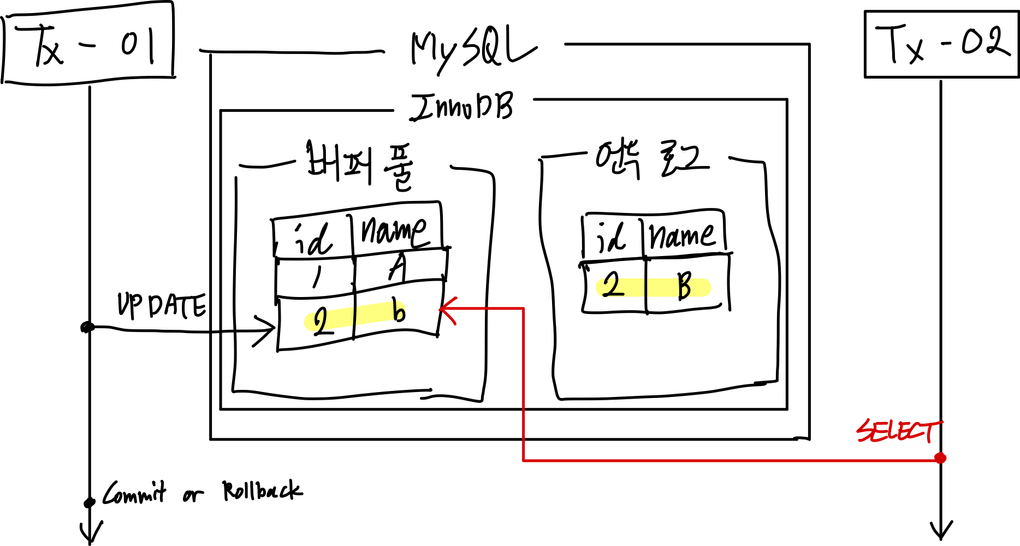 Tx - 01
MySQL
Tx - 02
InnoDB
버퍼 풀
언두 로그
id name
1 A
2 b
id name
2 B
UPDATE
SELECT
Commit or Rollback